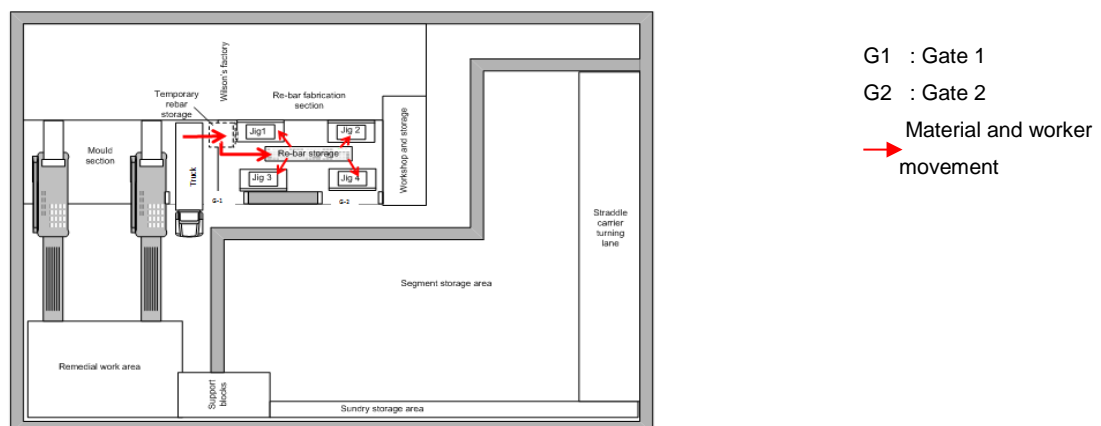 Wilson's factory
Temporary
rebar
storage
Re-bar fabrication
section
Jig1
Jig 2
Re-bar storage
Jig 3
Jig 4
Mould
section
Truck
G-1
G-2
Workshop and storage
Straddle
carrier
turning
lane
Segment storage area
Remedial work area
Support
blocks
Sundry storage area
G1 : Gate 1
G2 : Gate 2
Material and worker
movement